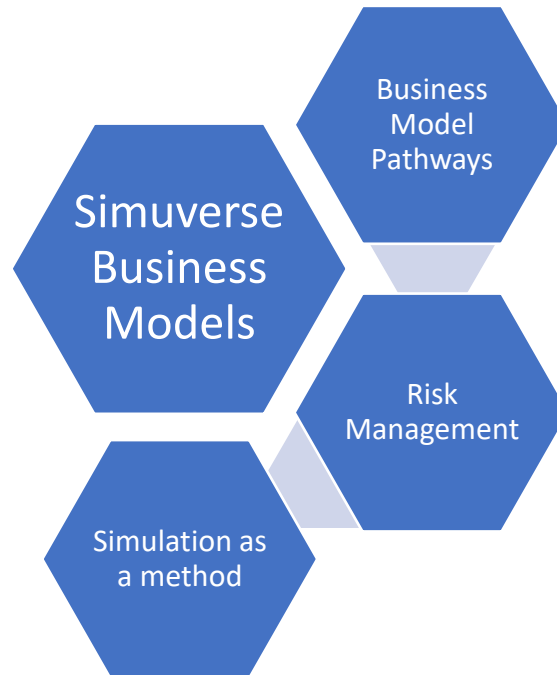 Simuverse
Business
Models
Business
Model
Pathways
Risk
Management
Simulation as
a method